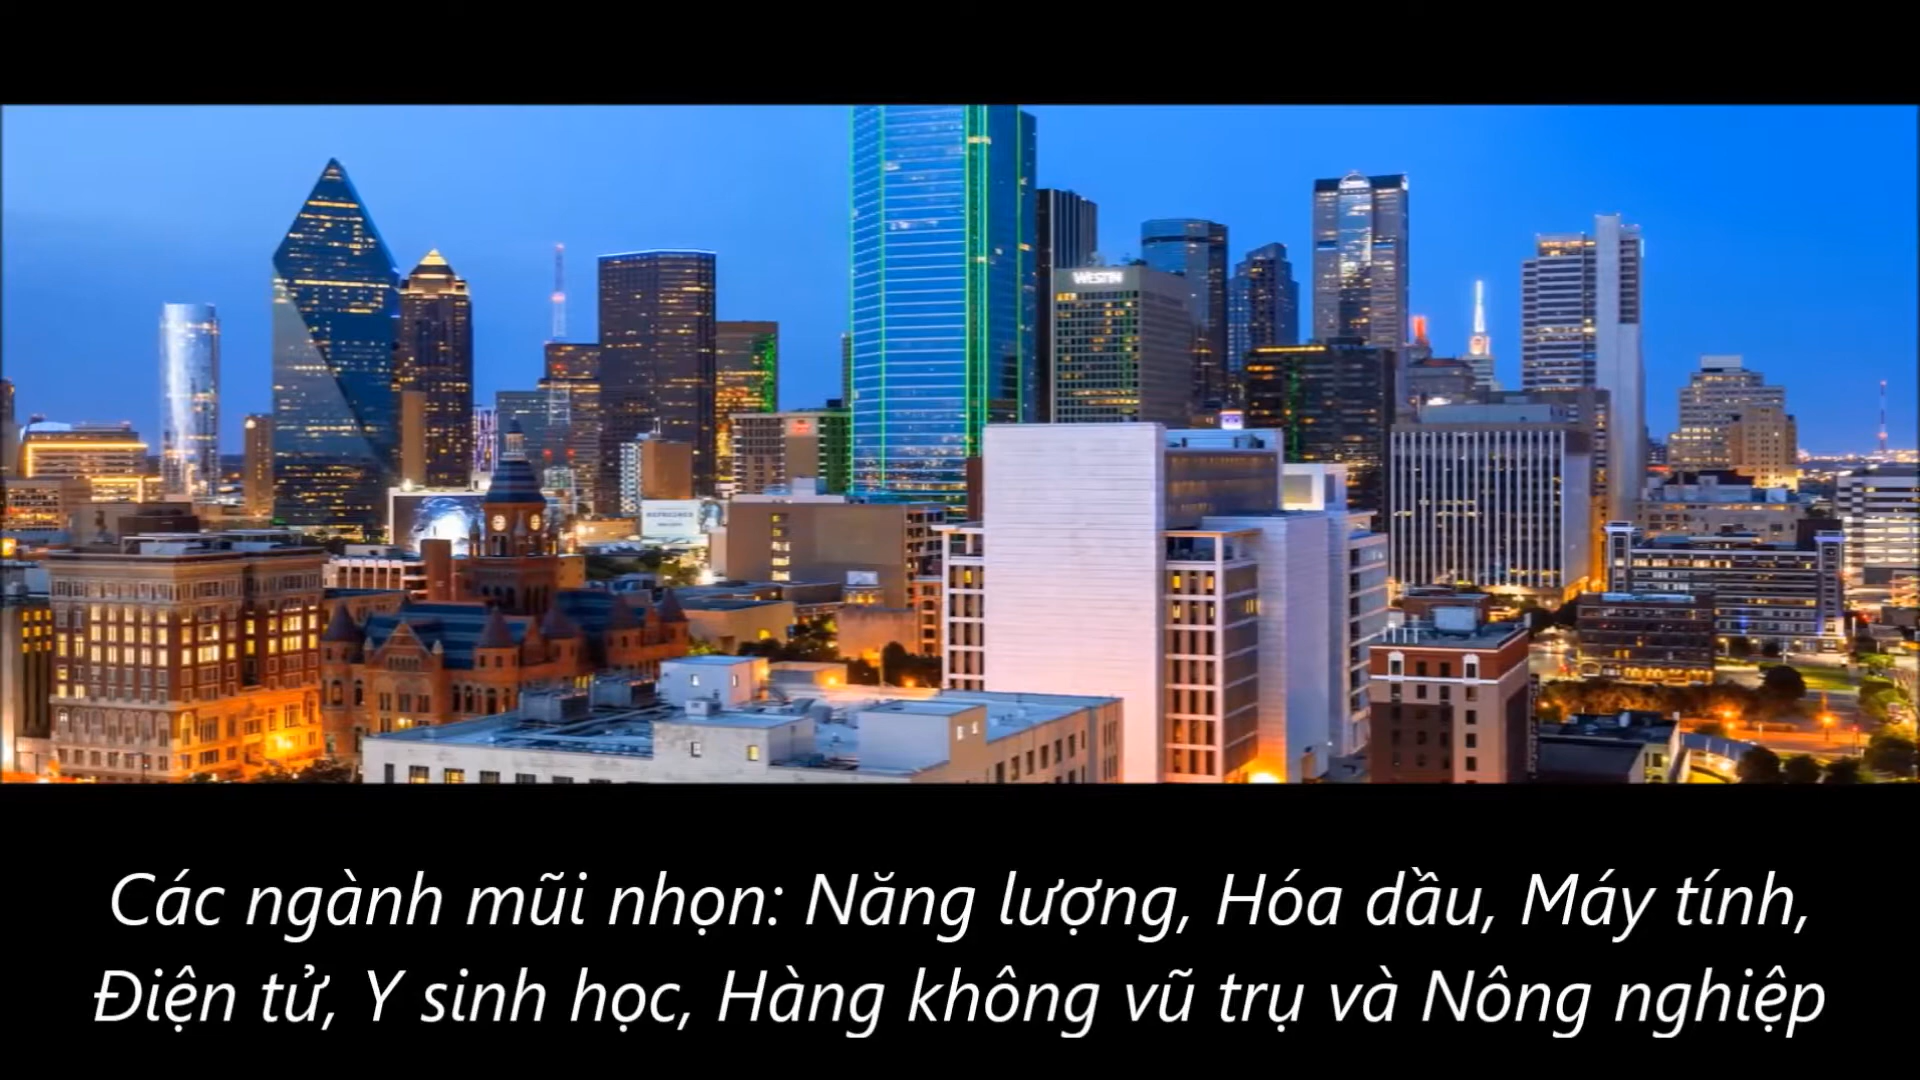 WESTIN
Các ngành mũi nhọn: Năng lượng, Hóa dầu, Máy tính,
Điện tử, Y sinh học, Hàng không vũ trụ và Nông nghiệp